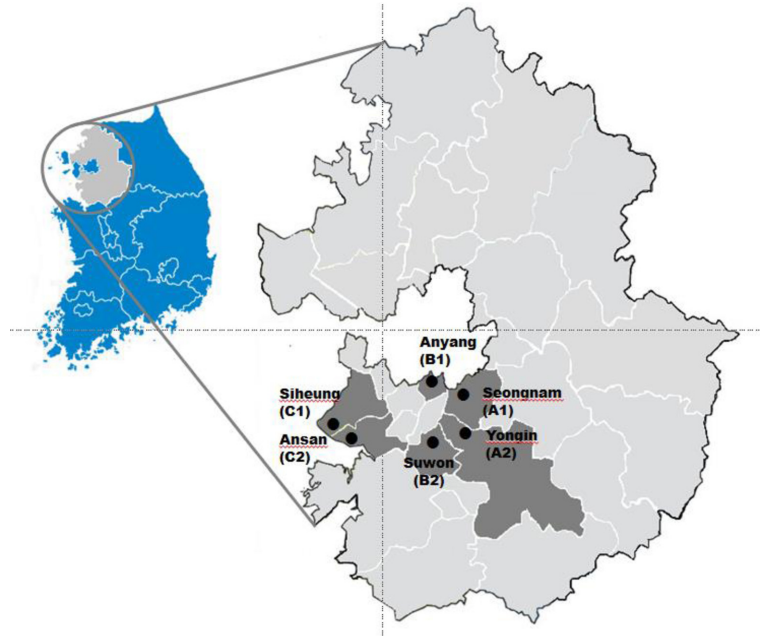 Anyang
(B1)
Siheung
(C1)
Seongnam
(A1)
Ansan
(C2)
Yongin
(A2)
Suwon
(B2)